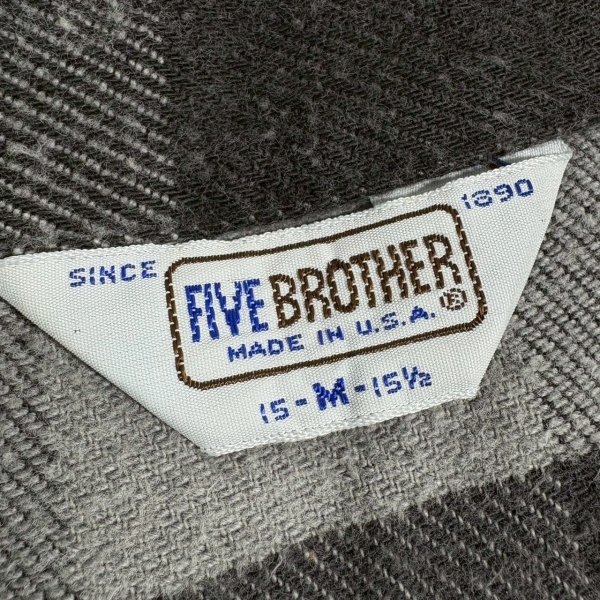 SINCE 1890
FIVE BROTHER ®
MADE IN U.S.A.
15-M-15½